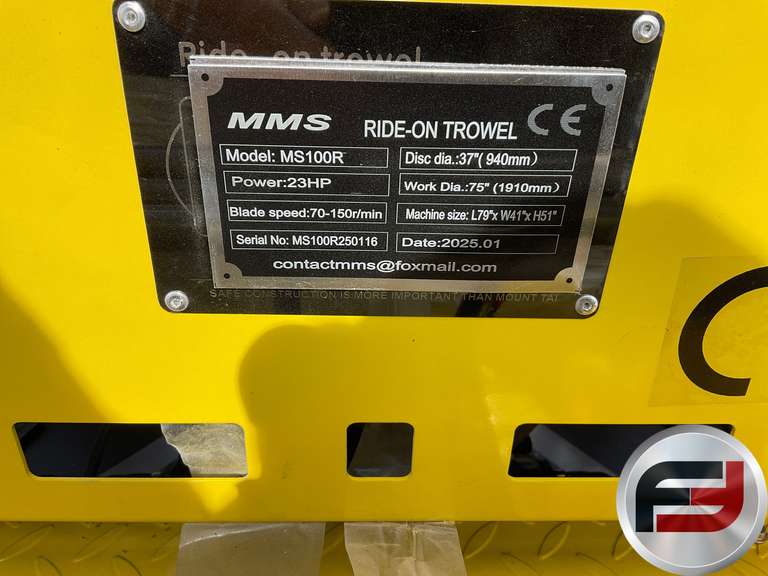 Ride-on trowel
MMS RIDE-ON TROWEL CE
Model: MS100R
Disc dia.:37"( 940mm)
Power:23HP
Work Dia.:75" (1910mm)
Blade speed:70-150r/min
Machine size: L79"x W41"x H51"
Serial No: MS100R250116
Date:2025.01
contactmms@foxmail.com
SAFE CONSTRUCTION IS MORE IMPORTANT THAN MOUNT TAI